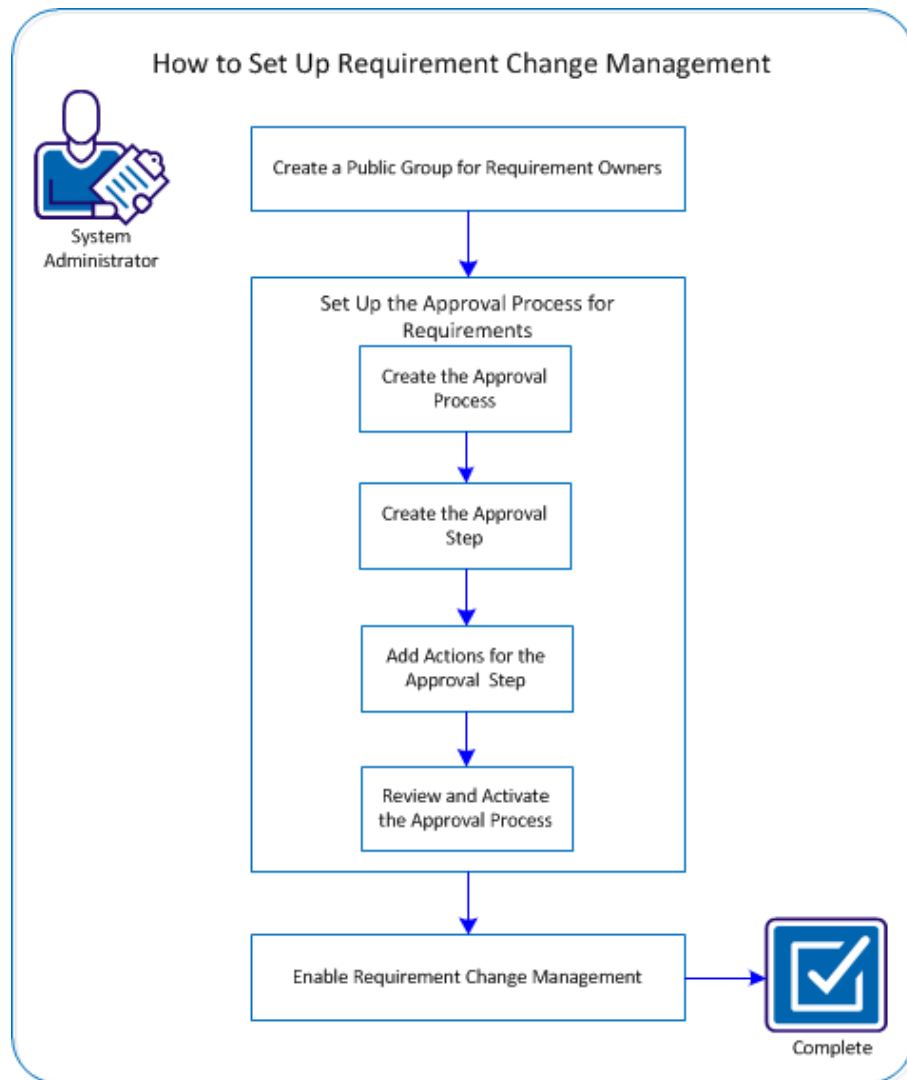 How to Set Up Requirement Change Management
System
Administrator
Create a Public Group for Requirement Owners
Set Up the Approval Process for
Requirements
Create the Approval
Process
Create the Approval
Step
Add Actions for the
Approval Step
Review and Activate
the Approval Process
Enable Requirement Change Management
Complete